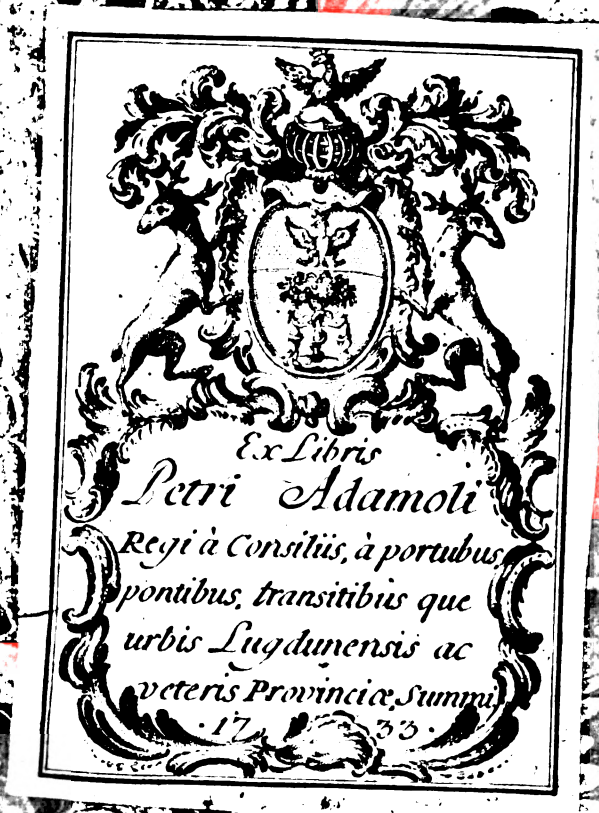 Ex Libris
Petri Adamoli
Regi à Consiliis, à portubus,
pontibus, transitibus que
urbis Lugdunensis ac
veteris Provinciæ, Summi,
·17 33·